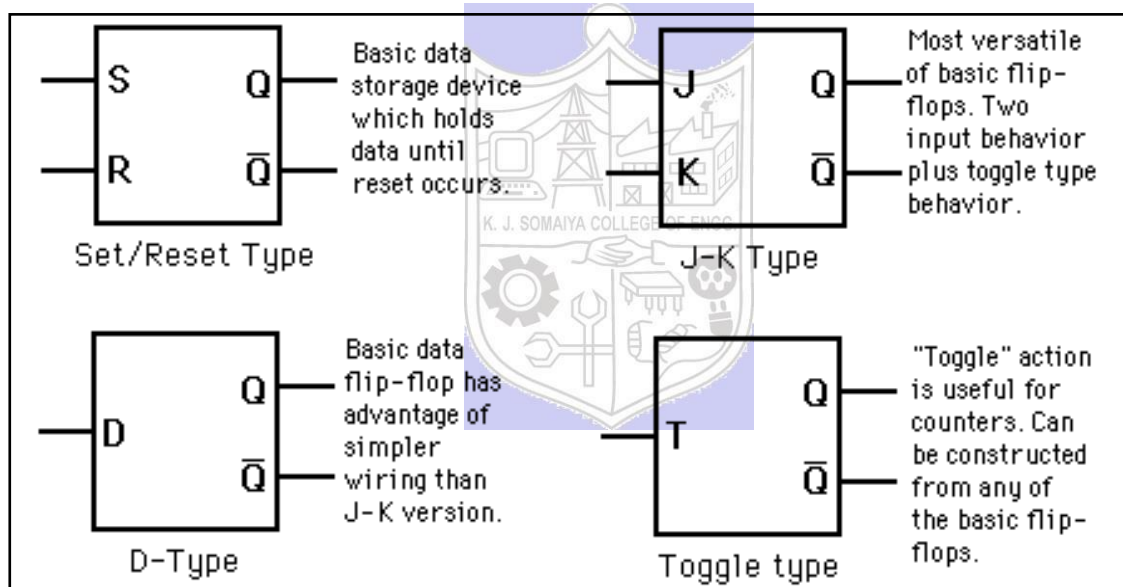 S
R
Q
Q̅
Basic data
storage device
which holds
data until
reset occurs.
Set/Reset Type
J
K
Q
Q̅
Most versatile
of basic flip-
flops. Two
input behavior
plus toggle type
behavior.
J-K Type
K. J. SOMAIYA COLLEGE OF ENGG.
D
Q
Q̅
Basic data
flip-flop has
advantage of
simpler
wiring than
J-K version.
D-Type
T
Q
Q̅
"Toggle" action
is useful for
counters. Can
be constructed
from any of
the basic flip-
flops.
Toggle type